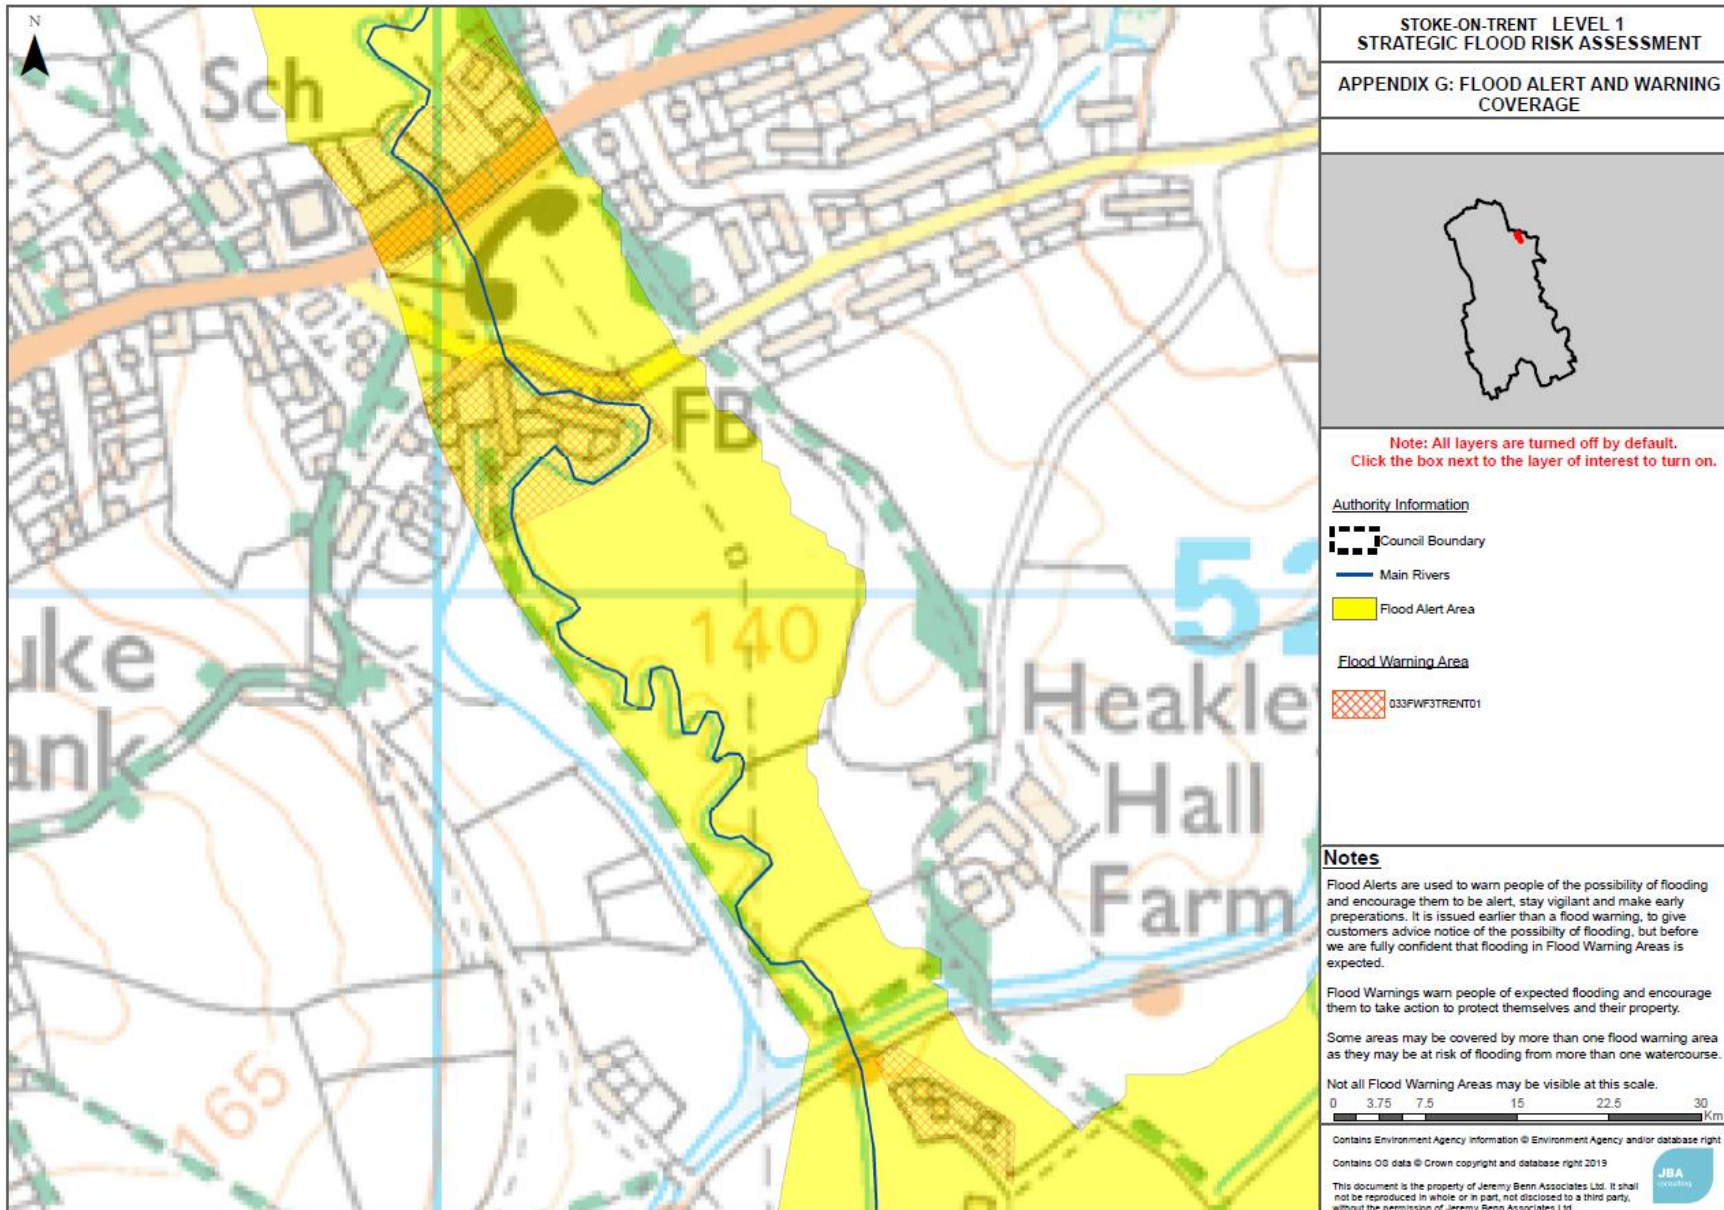 N
Sch
FB
uke
ank
140
52
Heakle
Hall
Farm
165
STOKE-ON-TRENT LEVEL 1
STRATEGIC FLOOD RISK ASSESSMENT
APPENDIX G: FLOOD ALERT AND WARNING
COVERAGE
Note: All layers are turned off by default.
Click the box next to the layer of interest to turn on.
Authority Information
Council Boundary
Main Rivers
Flood Alert Area
Flood Warning Area
033FWF3TRENT01
Notes
Flood Alerts are used to warn people of the possibility of flooding
and encourage them to be alert, stay vigilant and make early
preperations. It is issued earlier than a flood warning, to give
customers advice notice of the possibilty of flooding, but before
we are fully confident that flooding in Flood Warning Areas is
expected.
Flood Warnings warn people of expected flooding and encourage
them to take action to protect themselves and their property.
Some areas may be covered by more than one flood warning area
as they may be at risk of flooding from more than one watercourse.
Not all Flood Warning Areas may be visible at this scale.
0 3.75 7.5 15 22.5 30
Km
Contains Environment Agency information © Environment Agency and/or database right
Contains OS data © Crown copyright and database right 2019
This document is the property of Jeremy Benn Associates Ltd. It shall
not be reproduced in whole or in part, not disclosed to a third party,
without the permission of Jeremy Benn Associates Ltd
JBA
consulting